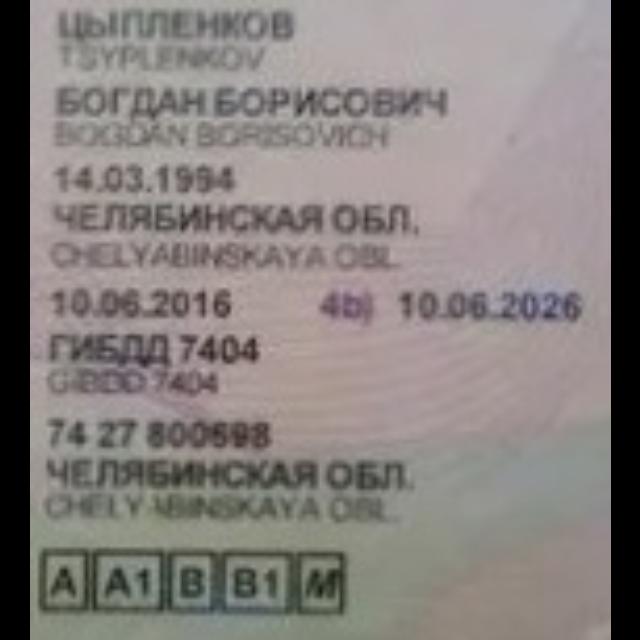 ЦЫПЛЕНКОВ
TSYPLENKOV
БОГДАН БОРИСОВИЧ
BOGDAN BORISOVICH
14.03.1994
ЧЕЛЯБИНСКАЯ ОБЛ.
CHELYABINSKAYA OBL.
10.06.2016 4b) 10.06.2026
ГИБДД 7404
GIBDD 7404
74 27 800698
ЧЕЛЯБИНСКАЯ ОБЛ.
CHELYABINSKAYA OBL.
A A1 B B1 M